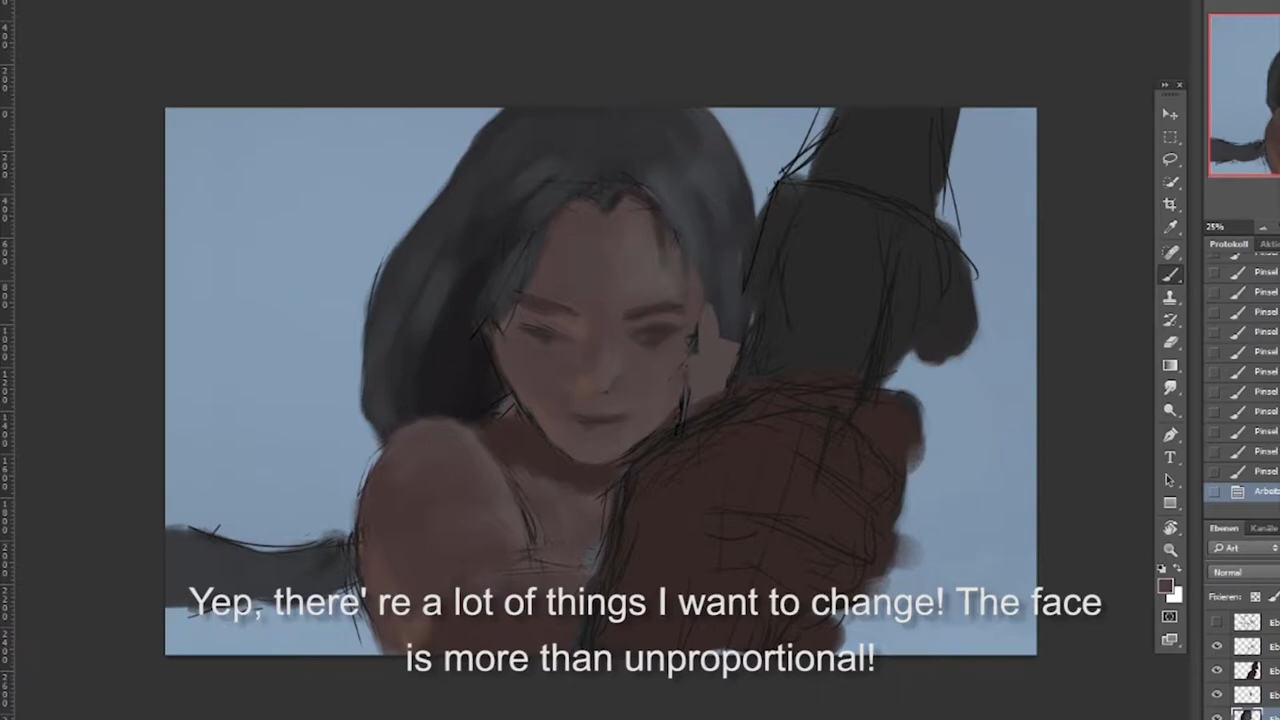 25%
Protokoll
Pinsel
Pinsel
Pinsel
Pinsel
Pinsel
Pinsel
Pinsel
Pinsel
Pinsel
Pinsel
Pinsel
Ebenen Kanäle
Art
Normal
Fixieren:
Yep, there' re a lot of things I want to change! The face
is more than unproportional!